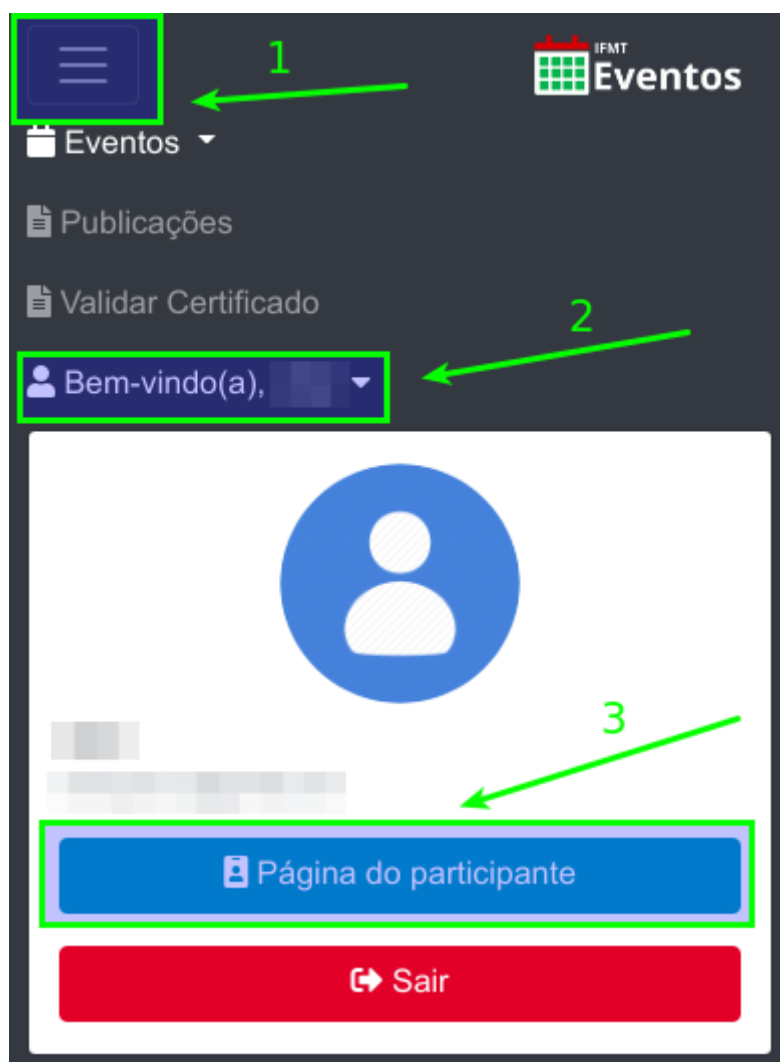 1
IFMT
Eventos
Eventos
Publicações
Validar Certificado
2
Bem-vindo(a),
3
Página do participante
Sair